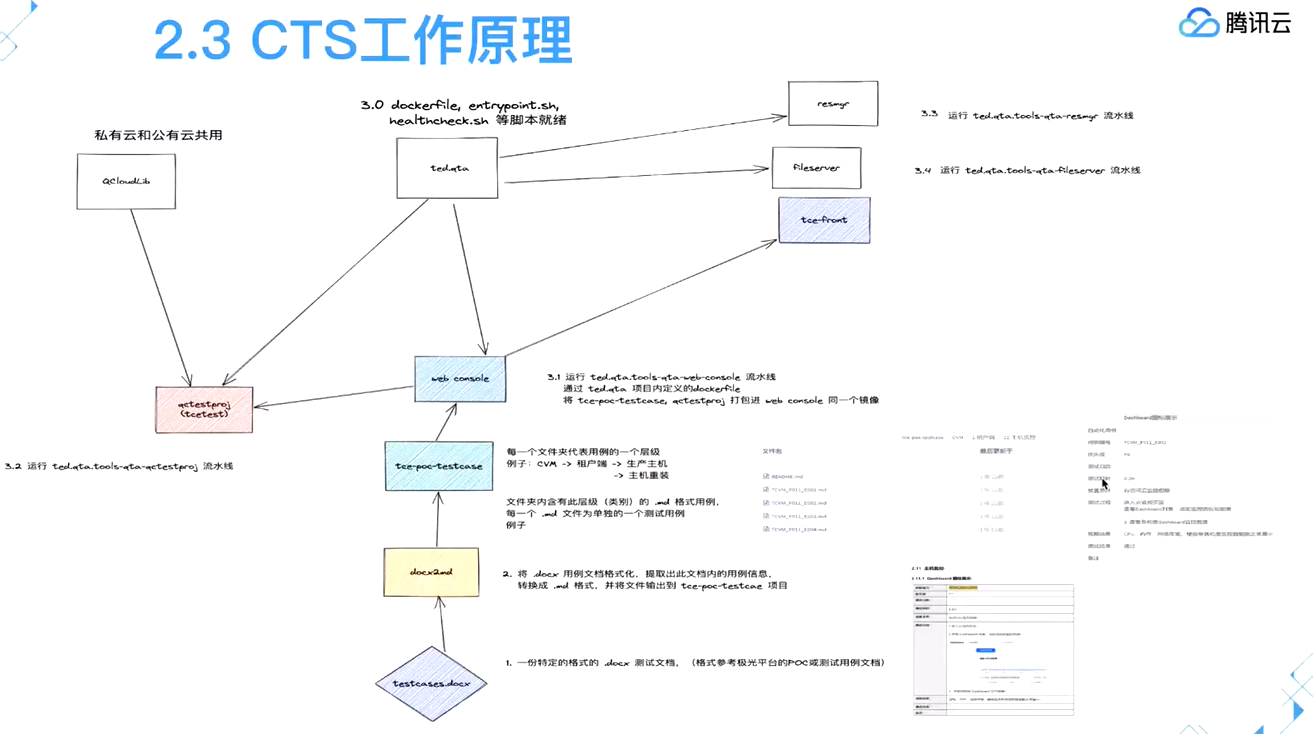 2.3 CTS工作原理
腾讯云
3.0 dockerfile, entrypoint.sh,
healthcheck.sh 等脚本就绪
私有云和公有云共用
QCloudLib
ted.qta
resmgr
3.3 运行 ted.qta.tools-qta-resmgr 流水线
fileserver
3.4 运行 ted.qta.tools-qta-fileserver 流水线
tce-front
web console
3.1 运行 ted.qta.tools-qta-web-console 流水线
通过 ted.qta 项目内定义的dockerfile
将 tce-poc-testcase, qctestproj 打包进 web console 同一个镜像
qctestproj
(tcetest)
3.2 运行 ted.qta.tools-qta-qctestproj 流水线
tce-poc-testcase
每一个文件夹代表用例的一个层级
例子：CVM -> 租户端 -> 生产主机
-> 主机重装
文件夹内含有此层级（类别）的 .md 格式用例，
每一个 .md 文件为单独的一个测试用例
例子
文件名
最后更新于
README.md
Dashboard图标展示
docx2md
2. 将 .docx 用例文档格式化，提取出此文档内的用例信息，
转换成 .md 格式，并将文件输出到 tce-poc-testcae 项目
testcases.docx
1. 一份特定的格式的 .docx 测试文档，（格式参考极光平台的POC或测试用例文档）